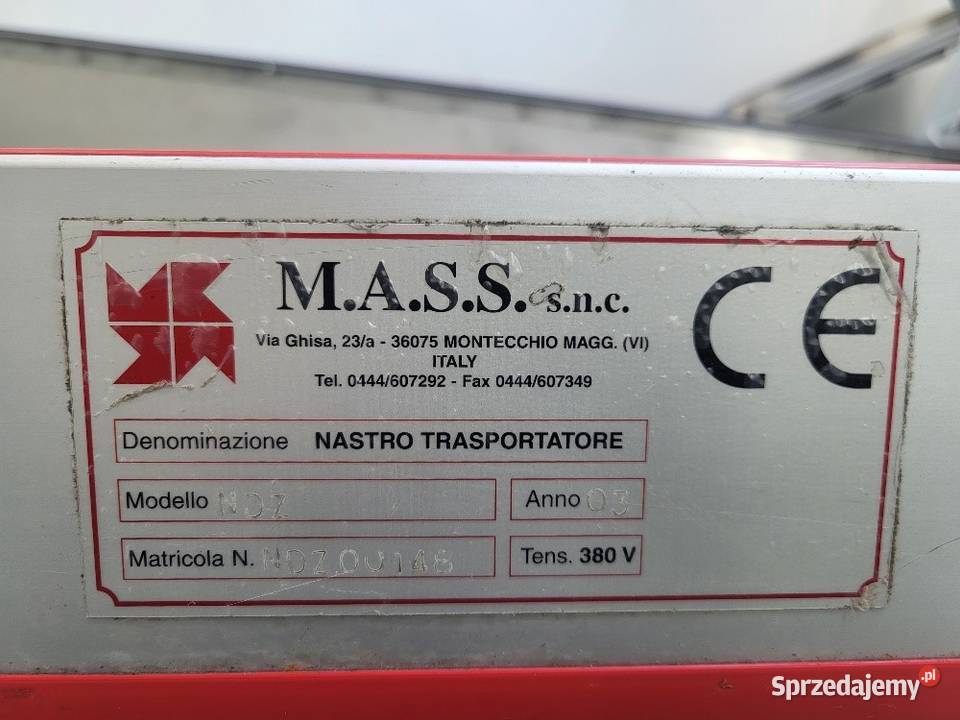 M.A.S.S. s.n.c.
Via Ghisa, 23/a - 36075 MONTECCHIO MAGG. (VI)
ITALY
Tel. 0444/607292 - Fax 0444/607349
CE
Denominazione NASTRO TRASPORTATORE
Modello NDZ
Anno 03
Matricola N.
Tens. 380 V
Sprzedajemy.pl